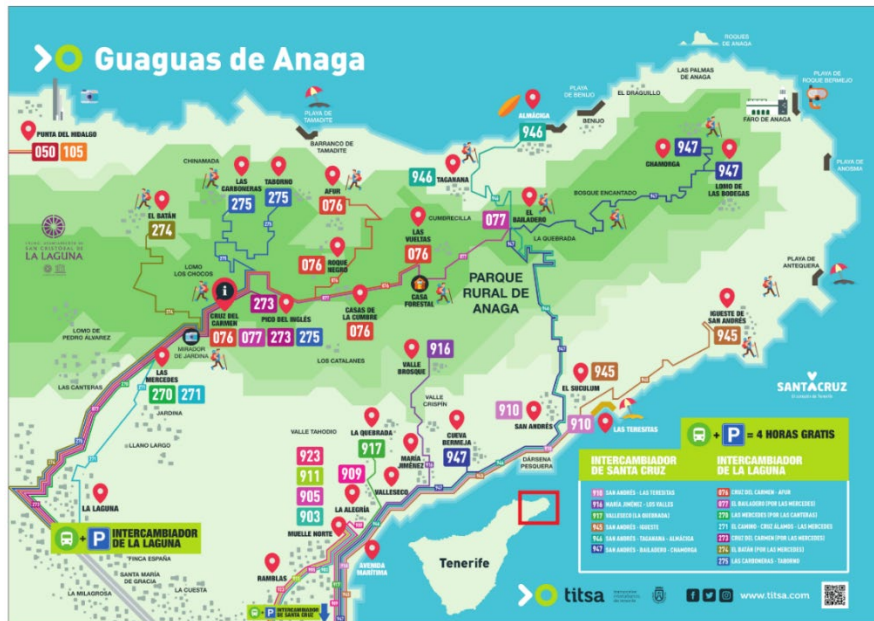 Guaguas de Anaga
ROQUES
DE ANAGA
LAS PALMAS
DE ANAGA
PLAYA DE
ROQUE BERMEJO
PLAYA
DE BENIJO
EL DRAGUILLO
FARO DE ANAGA
ALMÁCIGA
946
BENIJO
PLAYA DE
TAMADITE
BARRANCO DE
TAMADITE
PUNTA DEL HIDALGO
050 105
CHINAMADA
LAS
CARBONERAS
275
TABORNO
275
AFUR
076
946
TAGANANA
947
CHAMORGA
947
LOMO DE
LAS BODEGAS
PLAYA DE
ANOSMA
EL BATÁN
274
077
EL
BAILADERO
BOSQUE ENCANTADO
CUMBRECILLA
LAS
VUELTAS
076
LA QUEBRADA
SAN CRISTÓBAL DE
LA LAGUNA
LOMO
LOS CHOCOS
076
ROQUE
NEGRO
CASA
FORESTAL
PARQUE
RURAL DE
ANAGA
PLAYA DE
ANTEQUERA
CRUZ DEL
CARMEN
076 077 273 275
273
PICO DEL INGLÉS
CASAS DE
LA CUMBRE
076
IGUESTE DE
SAN ANDRÉS
945
LOMO DE
PEDRO ÁLVAREZ
MIRADOR
DE JARDINA
LOS CATALANES
VALLE
BROSQUE
916
LAS
MERCEDES
270 271
LAS CANTERAS
JARDINA
LLANO LARGO
945
EL SUCULUM
SANTACRUZ
VALLE
CRISPÍN
910
SAN ANDRÉS
910
LAS TERESITAS
LA QUEBRADA
917
VALLE TAHODIO
923
911
905
903
909
LA ALEGRÍA
MARÍA
JIMÉNEZ
CUEVA
BERMEJA
947
VALLESECO
DÁRSENA
PESQUERA
MUELLE NORTE
LA LAGUNA
+ P INTERCAMBIADOR
DE LA LAGUNA
FINCA ESPAÑA
SANTA MARÍA
DE GRACIA
LA MILAGROSA
LA CUESTA
RAMBLAS
AVENIDA
MARÍTIMA
+ P INTERCAMBIADOR
DE SANTA CRUZ
Tenerife
+ P = 4 HORAS GRATIS
INTERCAMBIADOR
DE SANTA CRUZ
910 SAN ANDRÉS - LAS TERESITAS
916 MARÍA JIMÉNEZ - LOS VALLES
917 VALLESECO (LA QUEBRADA)
945 SAN ANDRÉS - IGUESTE
946 SAN ANDRÉS - TAGANANA - ALMÁCIGA
947 SAN ANDRÉS - BAILADERO - CHAMORGA
INTERCAMBIADOR
DE LA LAGUNA
076 CRUZ DEL CARMEN - AFUR
077 EL BAILADERO (POR LAS MERCEDES)
270 LAS MERCEDES (POR LAS CANTERAS)
271 EL CAMINO - CRUZ ÁLAMOS - LAS MERCEDES
273 CRUZ DEL CARMEN (POR LAS MERCEDES)
274 EL BATÁN (POR LAS MERCEDES)
275 LAS CARBONERAS - TABORNO
titsa
www.titsa.com